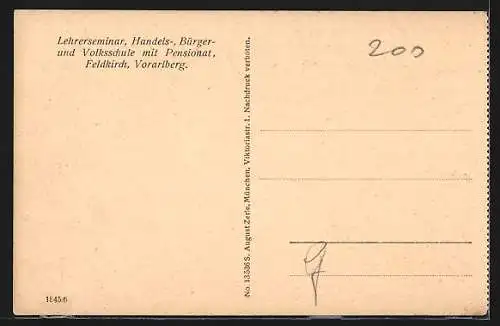 Lehrerseminar, Handels-, Bürger-
und Volksschule mit Pensionat,
Feldkirch, Vorarlberg.
200
No 13536 S. August Zerle, München, Viktoriastr. 1. Nachdruck verboten.
1645/6